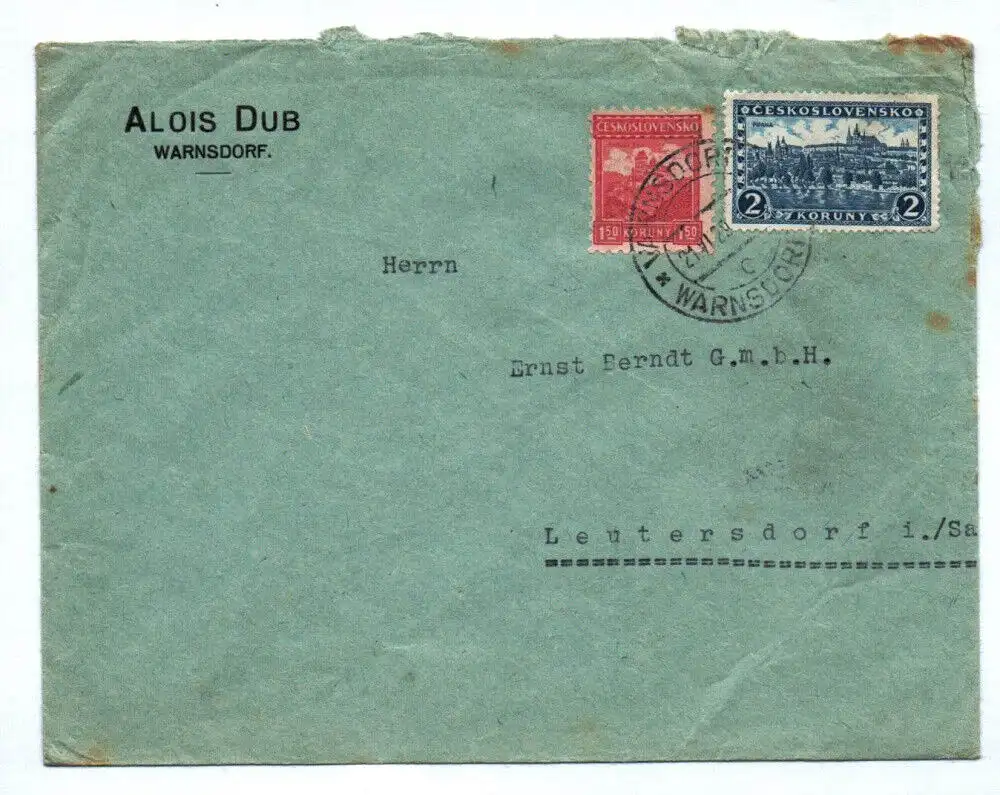 ALOIS DUB
WARNSDORF.
ČESKOSLOVENSKO
1 50 KORUNY 1 50
ČESKOSLOVENSKO
PRAHA
2 KORUNY 2
WARNSDORF
C
WARNSDORF
Herrn
Ernst Berndt G.m.b.H.
Leutersdorf i./Sa